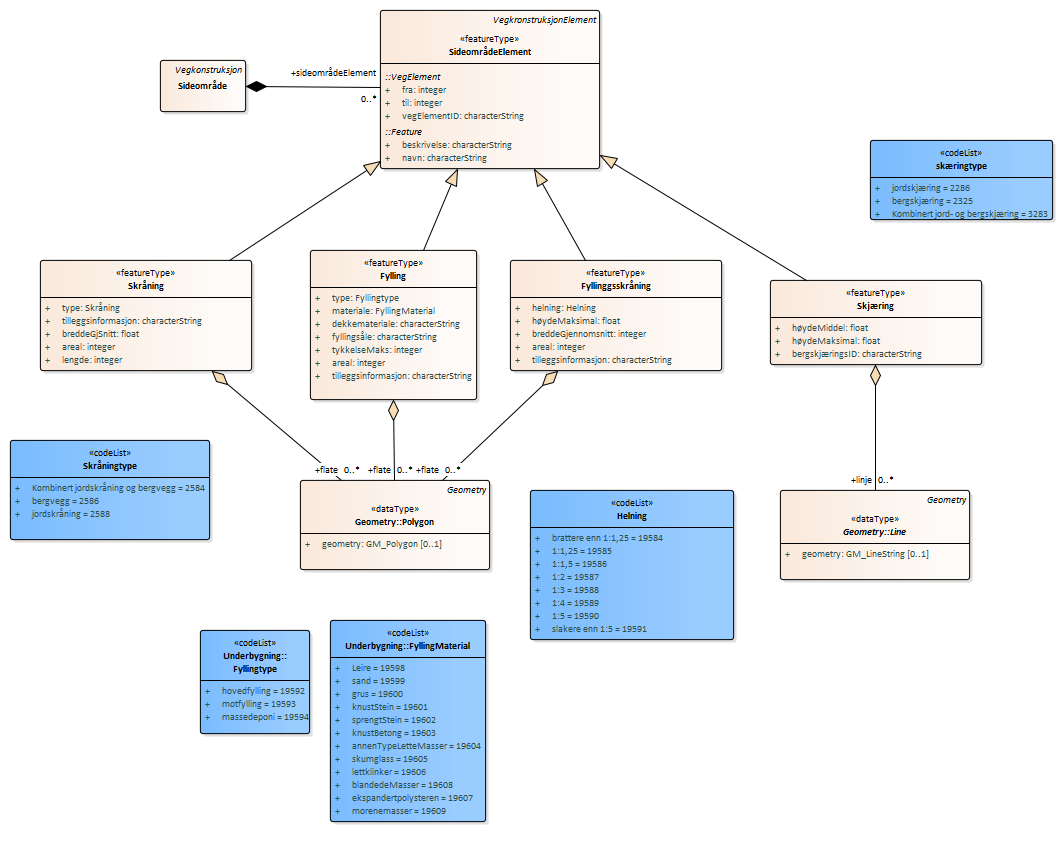 VegkronstruksjonElement
«featureType»
SideområdeElement
::VegElement
+ fra: integer
+ til: integer
+ vegElementID: characterString
::Feature
+ beskrivelse: characterString
+ navn: characterString
Vegkonstruksjon
Sideområde
+sideområdeElement
0..*
«codeList»
skæringtype
+ jordskjæring = 2286
+ bergskjæring = 2325
+ Kombinert jord- og bergskjæring = 3283
«featureType»
Skråning
+ type: Skråning
+ tilleggsinformasjon: characterString
+ breddeGjSnitt: float
+ areal: integer
+ lengde: integer
«featureType»
Fylling
+ type: Fyllingtype
+ materiale: FyllingMaterial
+ dekkemateriale: characterString
+ fyllingsåle: characterString
+ tykkelseMaks: integer
+ areal: integer
+ tilleggsinformasjon: characterString
«featureType»
Fyllinggsskråning
+ helning: Helning
+ høydeMaksimal: float
+ breddeGjennomsnitt: integer
+ areal: integer
+ tilleggsinformasjon: characterString
«featureType»
Skjæring
+ høydeMiddel: float
+ høydeMaksimal: float
+ bergskjæringsID: characterString
«codeList»
Skråningtype
+ Kombinert jordskråning og bergvegg = 2584
+ bergvegg = 2586
+ jordskråning = 2588
+flate 0..* +flate 0..* +flate 0..*
Geometry
«dataType»
Geometry::Polygon
+ geometry: GM_Polygon [0..1]
+linje 0..*
Geometry
«dataType»
Geometry::Line
+ geometry: GM_LineString [0..1]
«codeList»
Helning
+ brattere enn 1:1,25 = 19584
+ 1:1,25 = 19585
+ 1:1,5 = 19586
+ 1:2 = 19587
+ 1:3 = 19588
+ 1:4 = 19589
+ 1:5 = 19590
+ slakere enn 1:5 = 19591
«codeList»
Underbygning::
Fyllingtype
+ hovedfylling = 19592
+ motfylling = 19593
+ massedeponi = 19594
«codeList»
Underbygning::FyllingMaterial
+ Leire = 19598
+ sand = 19599
+ grus = 19600
+ knustStein = 19601
+ sprengtStein = 19602
+ knustBetong = 19603
+ annenTypeLetteMasser = 19604
+ skumglass = 19605
+ lettklinker = 19606
+ blandedeMasser = 19608
+ ekspandertpolysteren = 19607
+ morenemasser = 19609